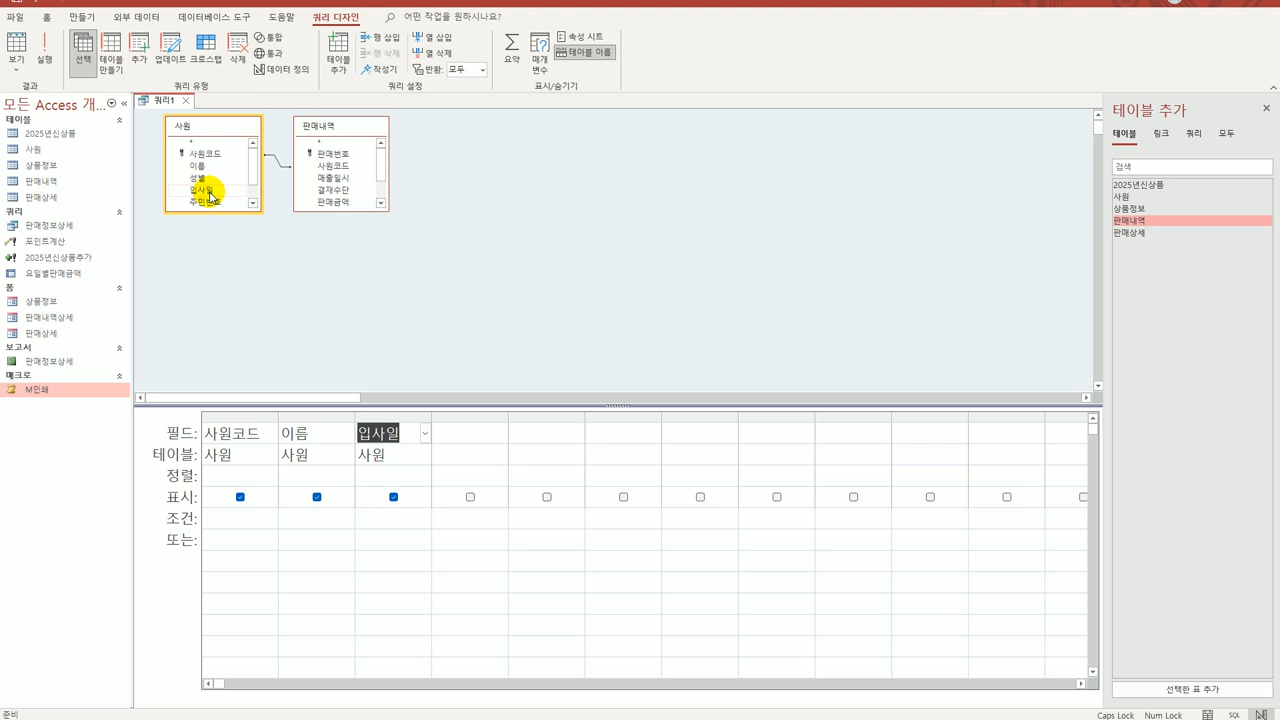 파일 홈 만들기 외부 데이터 데이터베이스 도구 도움말 쿼리 디자인 어떤 작업을 원하시나요?
보기 실행 선택 테이블 만들기 추가 업데이트 크로스탭 삭제 통합 통과 데이터 정의
테이블 추가 행 삽입 행 삭제 작성기 열 삽입 열 삭제 반환: 모두
요약 매개 변수 속성 시트 테이블 이름
결과 쿼리 유형 쿼리 설정 표시/숨기기
모든 Access 개...
테이블
2025년신상품
사원
상품정보
판매내역
판매상세
쿼리
판매정보상세
포인트계산
2025년신상품추가
요일별판매금액
폼
상품정보
판매내역상세
판매상세
보고서
판매정보상세
매크로
M인쇄
쿼리1
사원
*
사원코드
이름
성별
입사일
판매내역
*
판매번호
사원코드
매출일시
결재수단
판매금액
필드: 사원코드 이름 입사일
테이블: 사원 사원 사원
정렬:
표시:
조건:
또는:
테이블 추가
테이블 링크 쿼리 모두
검색
2025년신상품
사원
상품정보
판매내역
판매상세
선택한 표 추가
준비 Caps Lock Num Lock SQL